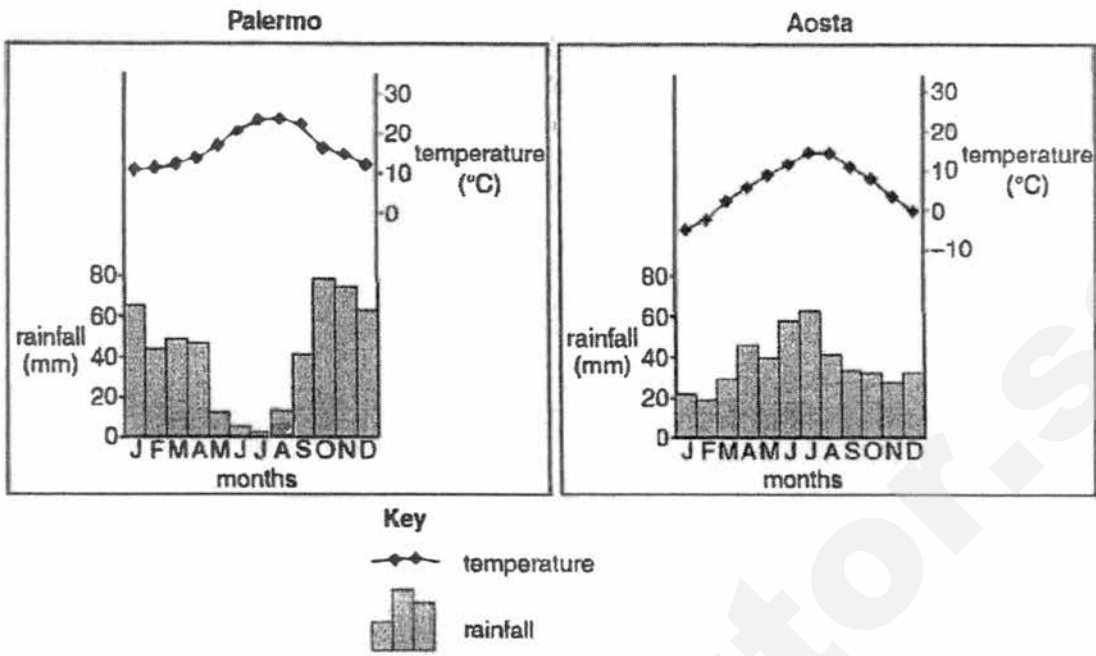 Palermo
30
20
10
0
temperature
(°C)
80
60
40
20
0
rainfall
(mm)
J F M A M J J A S O N D
months
Aosta
30
20
10
0
–10
temperature
(°C)
80
60
40
20
0
rainfall
(mm)
J F M A M J J A S O N D
months
Key
temperature
rainfall